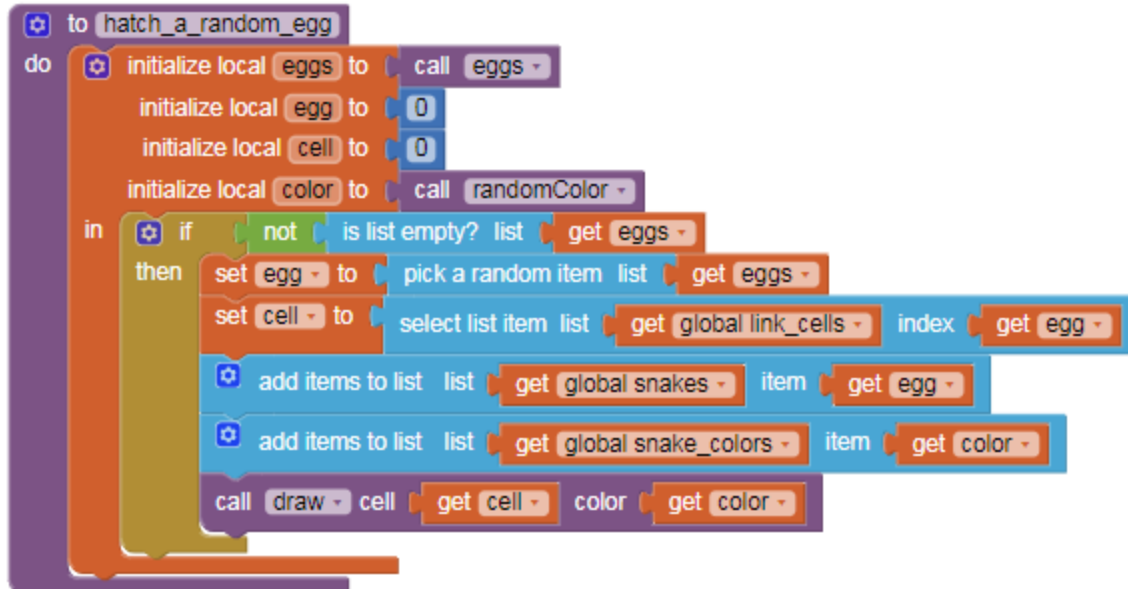 to hatch_a_random_egg
do initialize local eggs to call eggs
initialize local egg to 0
initialize local cell to 0
initialize local color to call randomColor
in if not is list empty? list get eggs
then set egg to pick a random item list get eggs
set cell to select list item list get global link_cells index get egg
add items to list list get global snakes item get egg
add items to list list get global snake_colors item get color
call draw cell get cell color get color